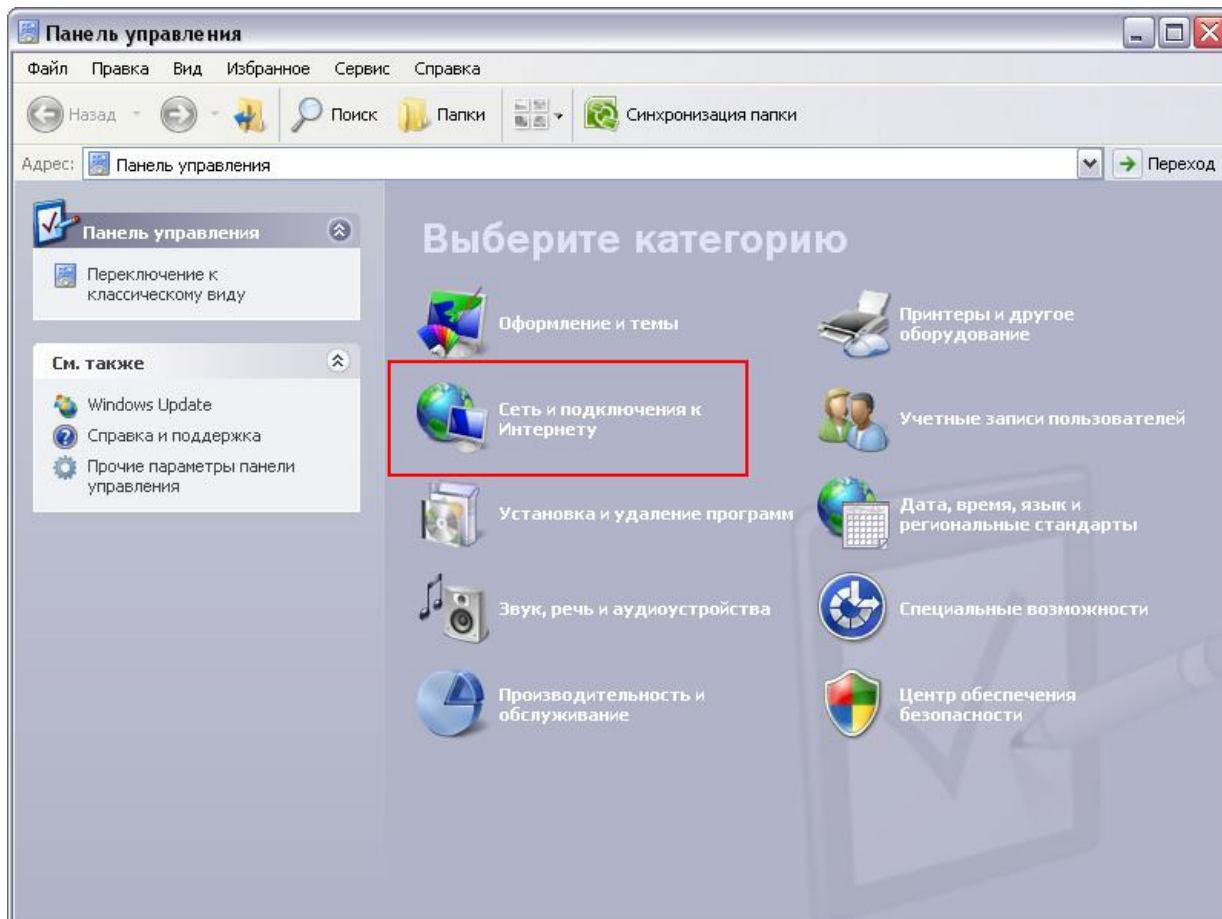 Панель управления
Файл Правка Вид Избранное Сервис Справка
Назад Поиск Папки Синхронизация папки
Адрес: Панель управления Переход
Панель управления
Переключение к
классическому виду
См. также
Windows Update
Справка и поддержка
Прочие параметры панели
управления
Выберите категорию
Оформление и темы
Принтеры и другое
оборудование
Сеть и подключения к
Интернету
Учетные записи пользователей
Установка и удаление программ
Дата, время, язык и
региональные стандарты
Звук, речь и аудиоустройства
Специальные возможности
Производительность и
обслуживание
Центр обеспечения
безопасности